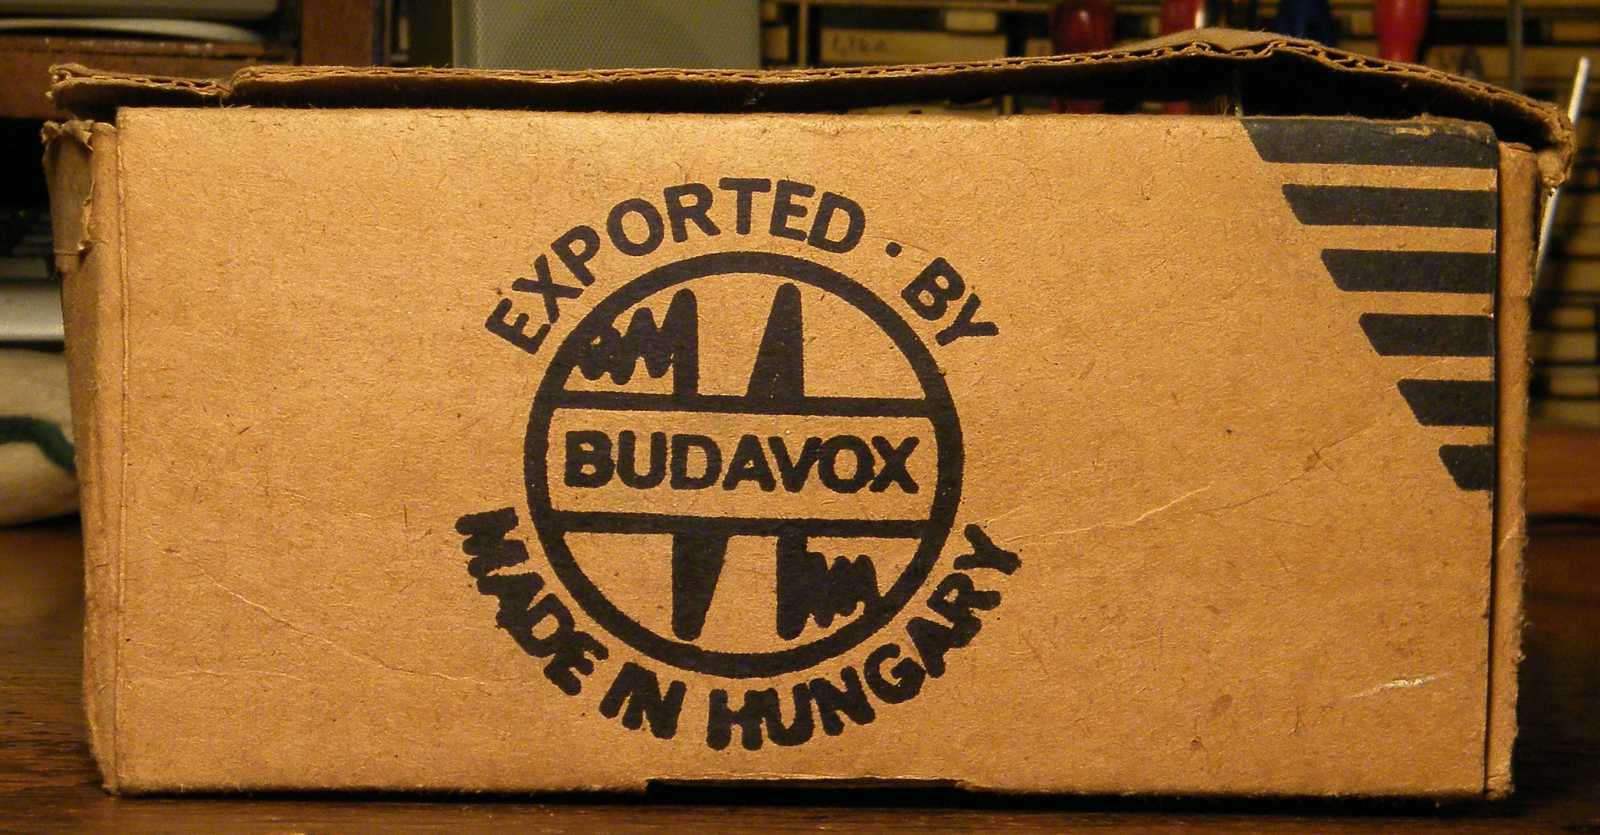 EXPORTED · BY
BUDAVOX
MADE IN HUNGARY